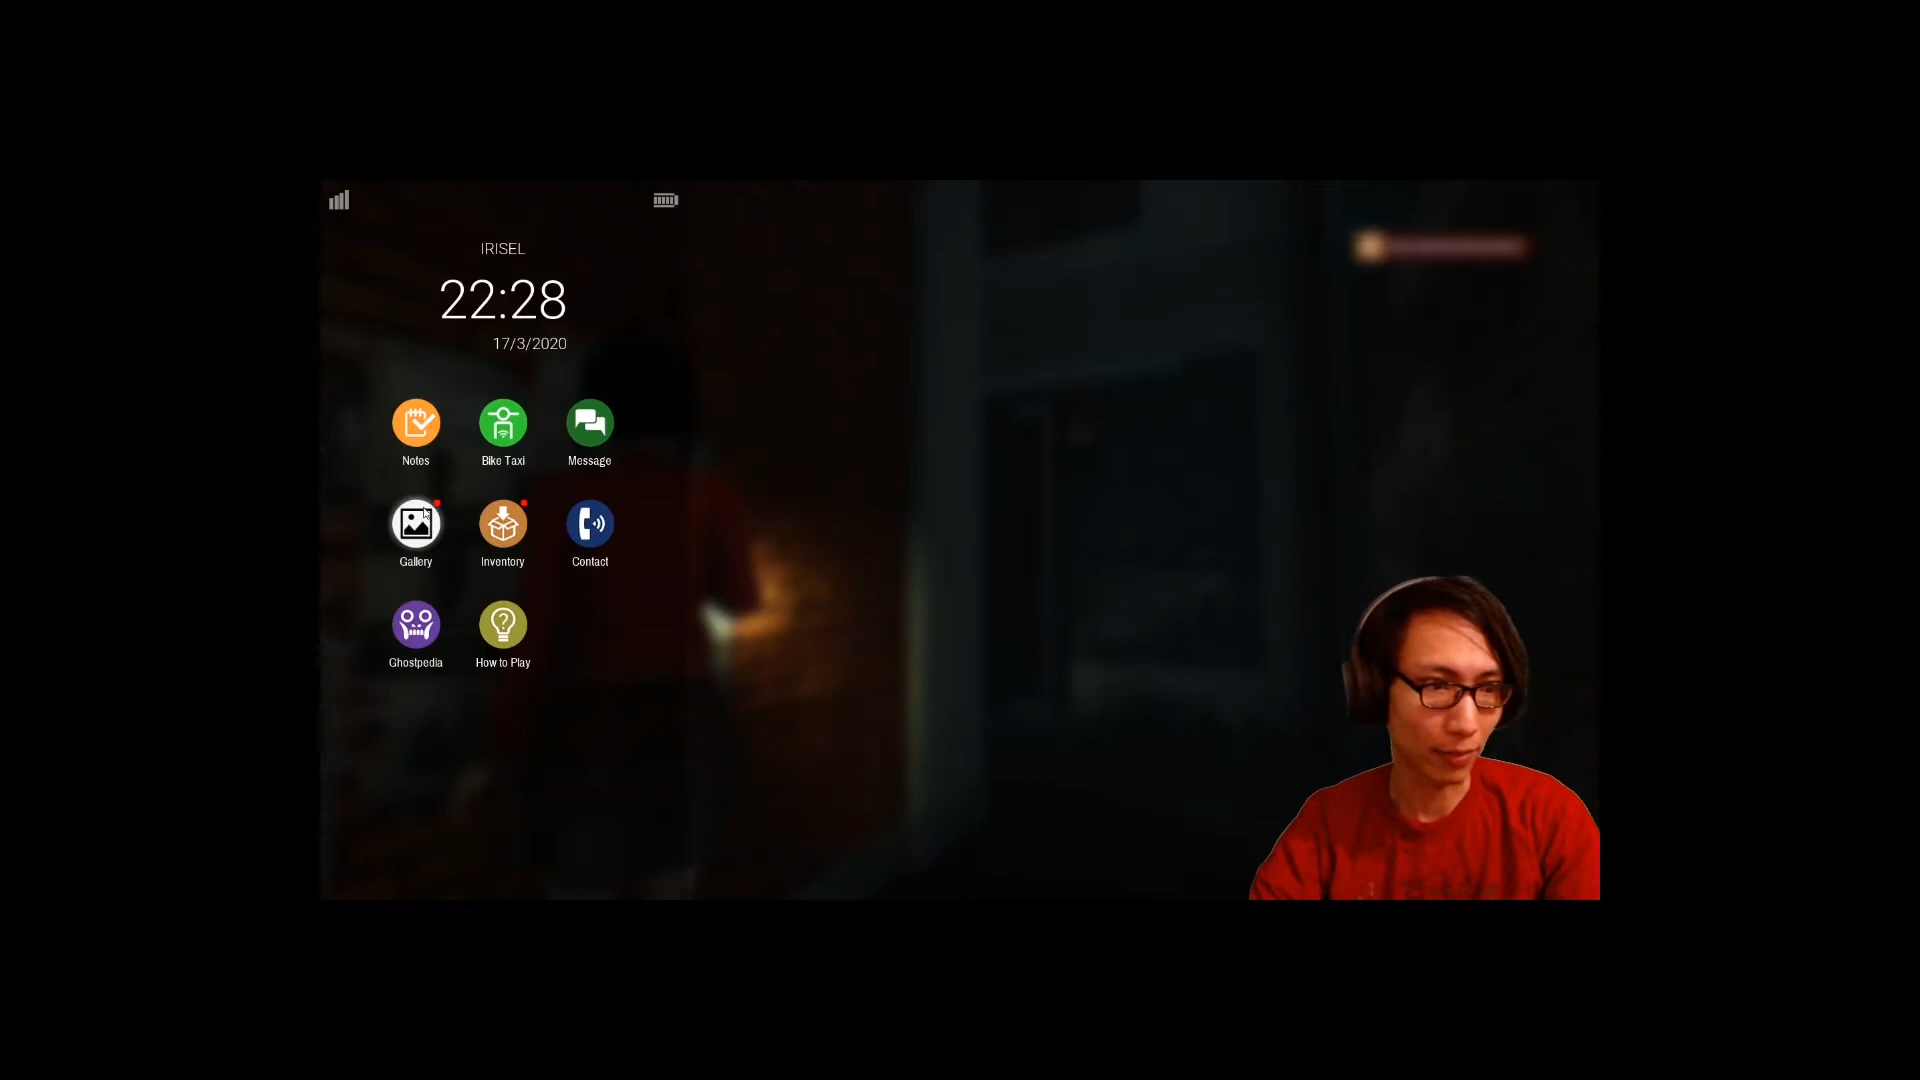 IRISEL
22:28
17/3/2020
Notes
Bike Taxi
Message
Gallery
Inventory
Contact
Ghostpedia
How to Play